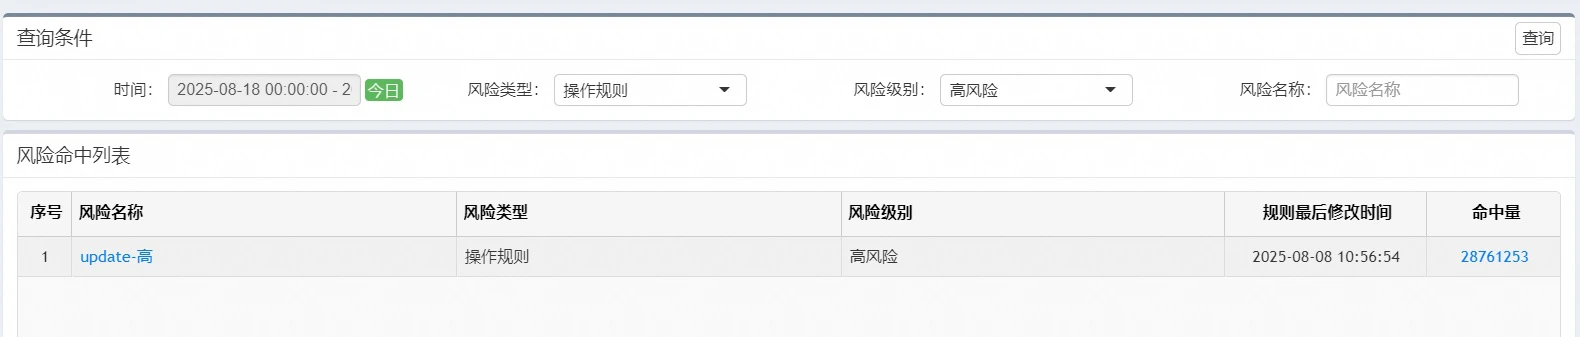 查询条件
查询
时间: 2025-08-18 00:00:00 - 2 今日 风险类型: 操作规则 风险级别: 高风险 风险名称: 风险名称
风险命中列表
序号 风险名称 风险类型 风险级别 规则最后修改时间 命中量
1 update-高 操作规则 高风险 2025-08-08 10:56:54 28761253